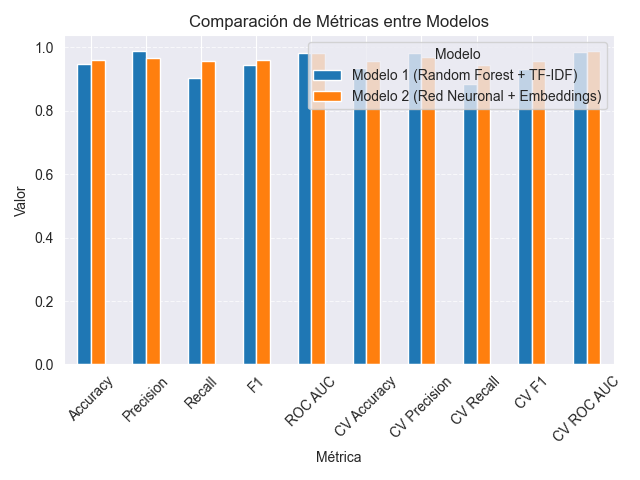 Comparación de Métricas entre Modelos
Modelo
Modelo 1 (Random Forest + TF-IDF)
Modelo 2 (Red Neuronal + Embeddings)
Valor
1.0
0.8
0.6
0.4
0.2
0.0
Accuracy
Precision
Recall
F1
ROC AUC
CV Accuracy
CV Precision
CV Recall
CV F1
CV ROC AUC
Métrica